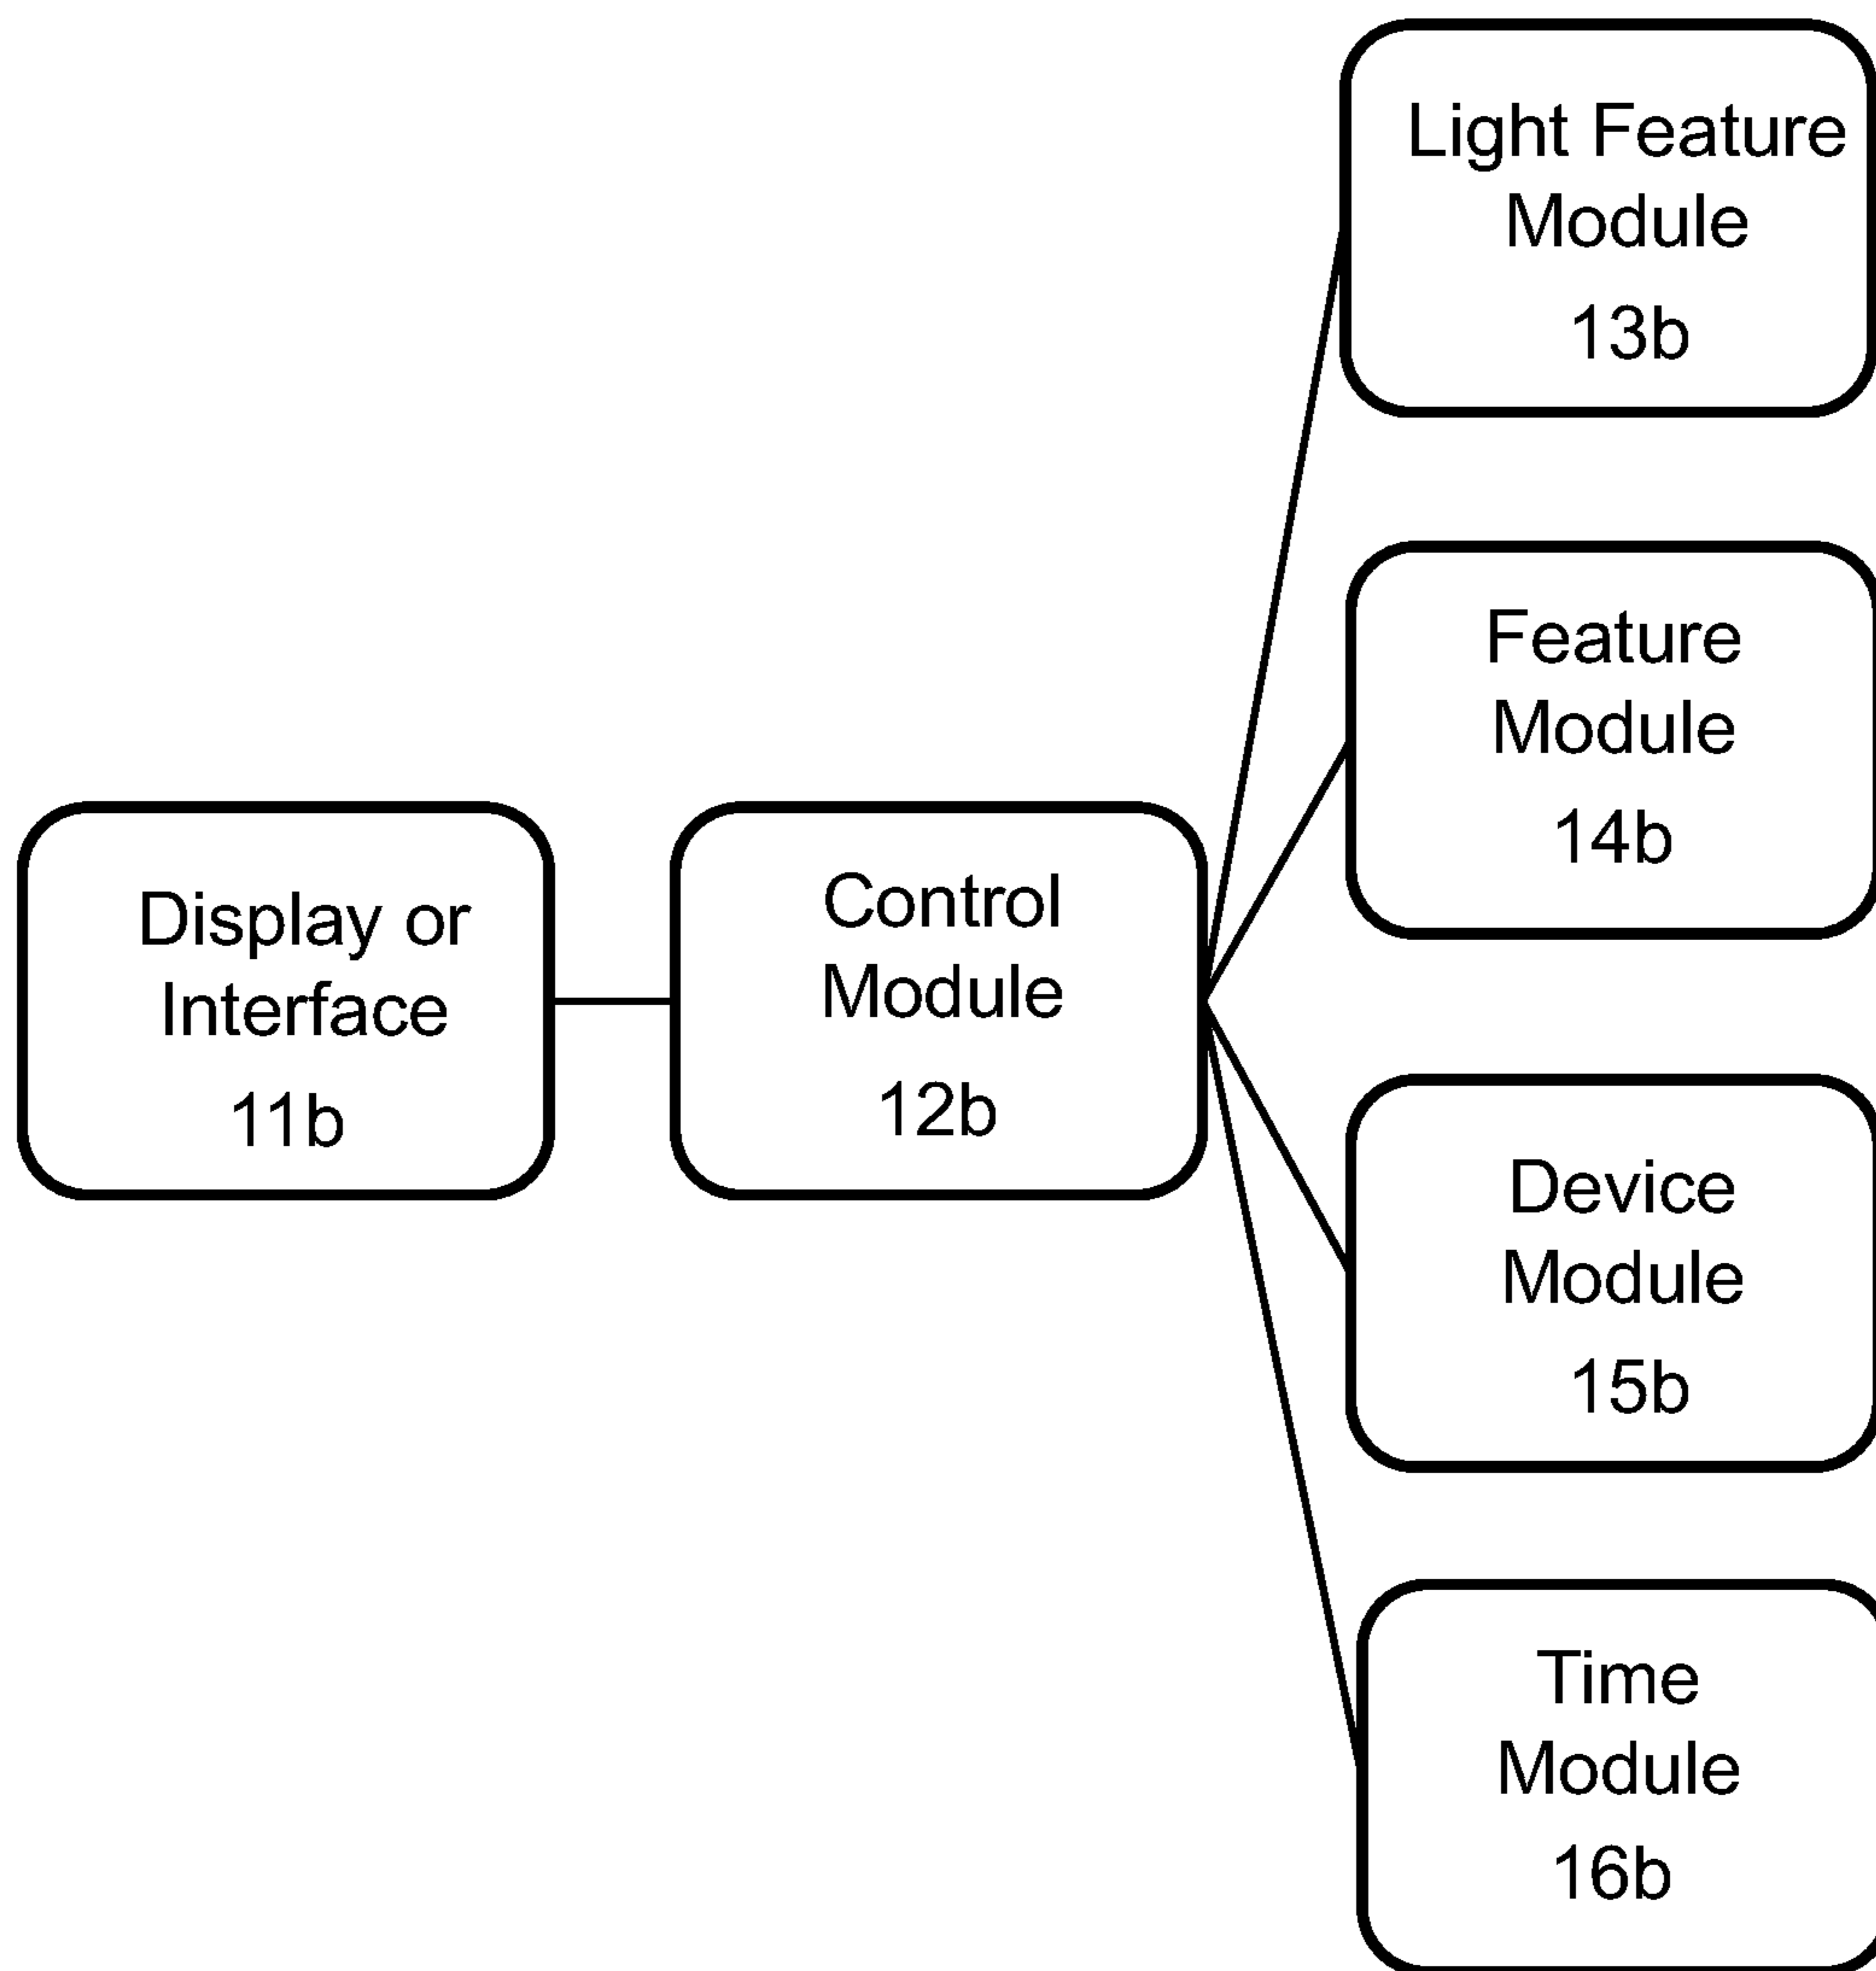 Display or
Interface
11b
Control
Module
12b
Light Feature
Module
13b
Feature
Module
14b
Device
Module
15b
Time
Module
16b